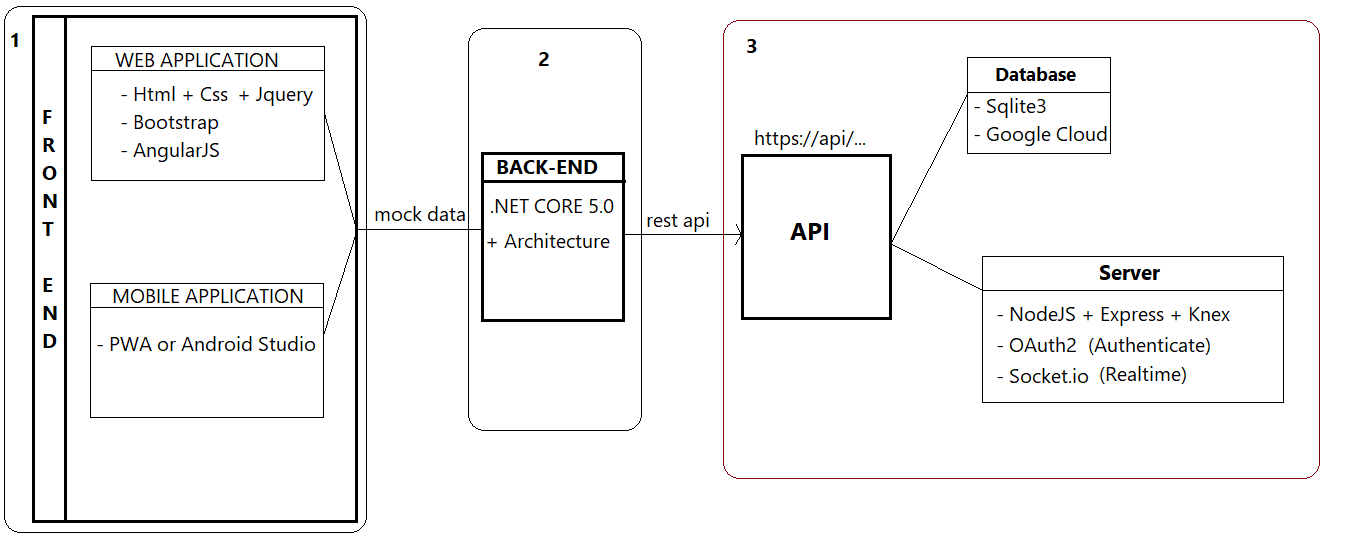 1
FRONT END
WEB APPLICATION
- Html + Css + Jquery
- Bootstrap
- AngularJS
MOBILE APPLICATION
- PWA or Android Studio
mock data
2
BACK-END
.NET CORE 5.0
+ Architecture
rest api
3
https://api/...
API
Database
- Sqlite3
- Google Cloud
Server
- NodeJS + Express + Knex
- OAuth2 (Authenticate)
- Socket.io (Realtime)